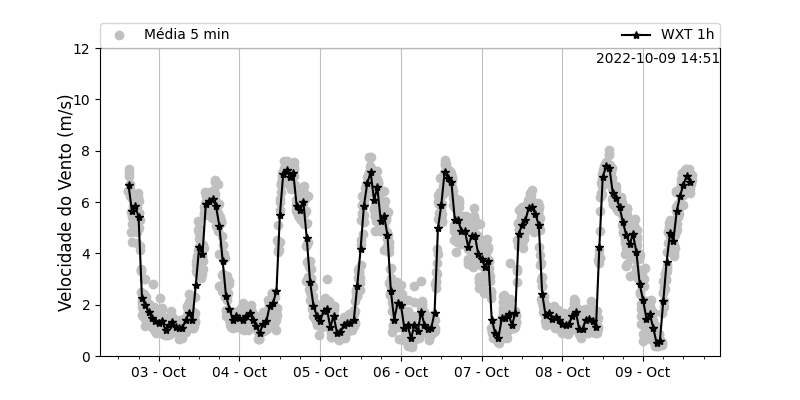 Média 5 min
WXT 1h
2022-10-09 14:51
Velocidade do Vento (m/s)
12
10
8
6
4
2
0
03 - Oct
04 - Oct
05 - Oct
06 - Oct
07 - Oct
08 - Oct
09 - Oct